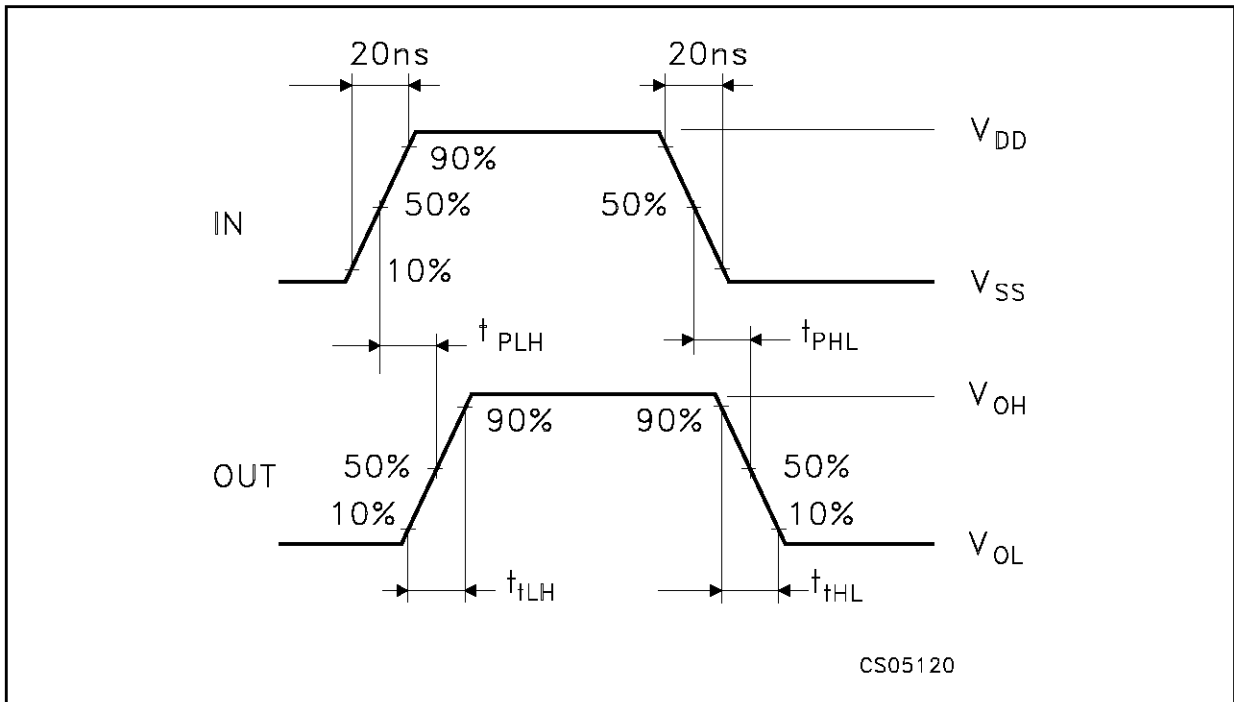 20ns 20ns
V_DD
90%
IN 50% 50%
10%
V_SS
t_PLH t_PHL
V_OH
90% 90%
OUT 50% 50%
10% 10%
V_OL
t_tLH t_tHL
CS05120